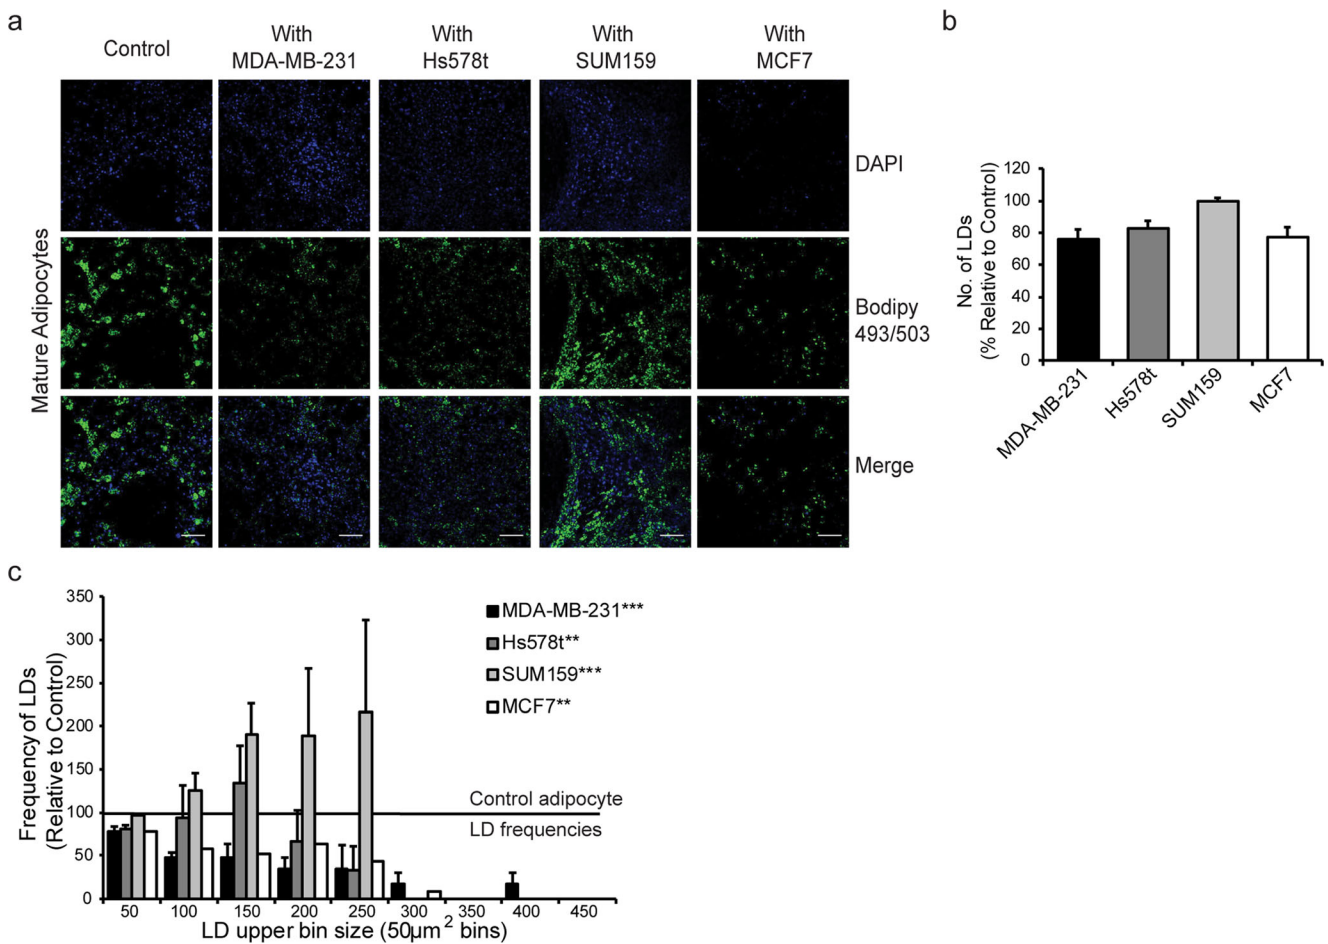 a
Control
With
MDA-MB-231
With
Hs578t
With
SUM159
With
MCF7
Mature Adipocytes
DAPI
Bodipy
493/503
Merge
b
No. of LDs
(% Relative to Control)
120
100
80
60
40
20
0
MDA-MB-231
Hs578t
SUM159
MCF7
c
Frequency of LDs
(Relative to Control)
350
300
250
200
150
100
50
0
MDA-MB-231***
Hs578t**
SUM159***
MCF7**
Control adipocyte
LD frequencies
50 100 150 200 250 300 350 400 450
LD upper bin size (50µm² bins)